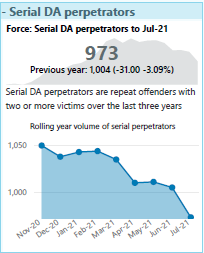 - Serial DA perpetrators
Force: Serial DA perpetrators to Jul-21
973
Previous year: 1,004 (-31.00 -3.09%)
Serial DA perpetrators are repeat offenders with
two or more victims over the last three years
Rolling year volume of serial perpetrators
1,050
1,000
Nov-20 Dec-20 Jan-21 Feb-21 Mar-21 Apr-21 May-21 Jun-21 Jul-21